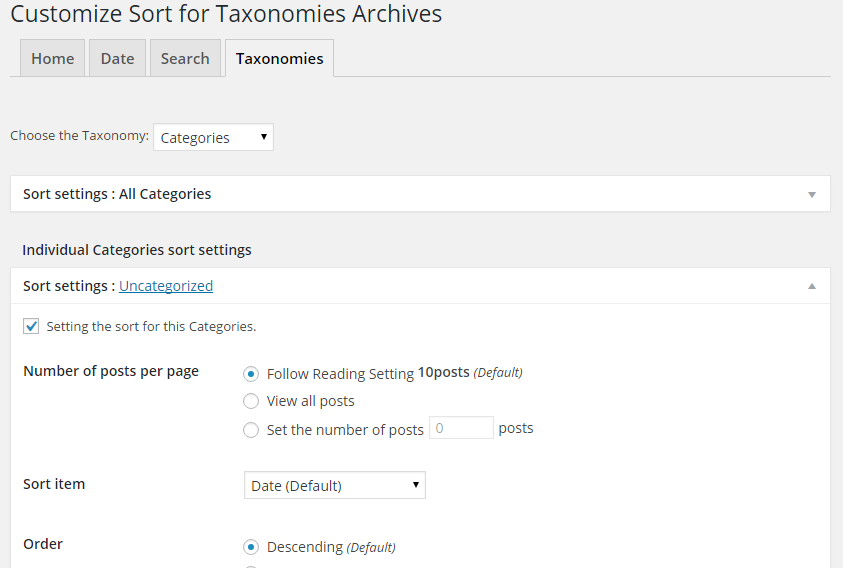 Customize Sort for Taxonomies Archives
Home Date Search Taxonomies
Choose the Taxonomy: Categories
Sort settings : All Categories
Individual Categories sort settings
Sort settings : Uncategorized
Setting the sort for this Categories.
Number of posts per page Follow Reading Setting 10posts (Default)
View all posts
Set the number of posts 0 posts
Sort item Date (Default)
Order Descending (Default)